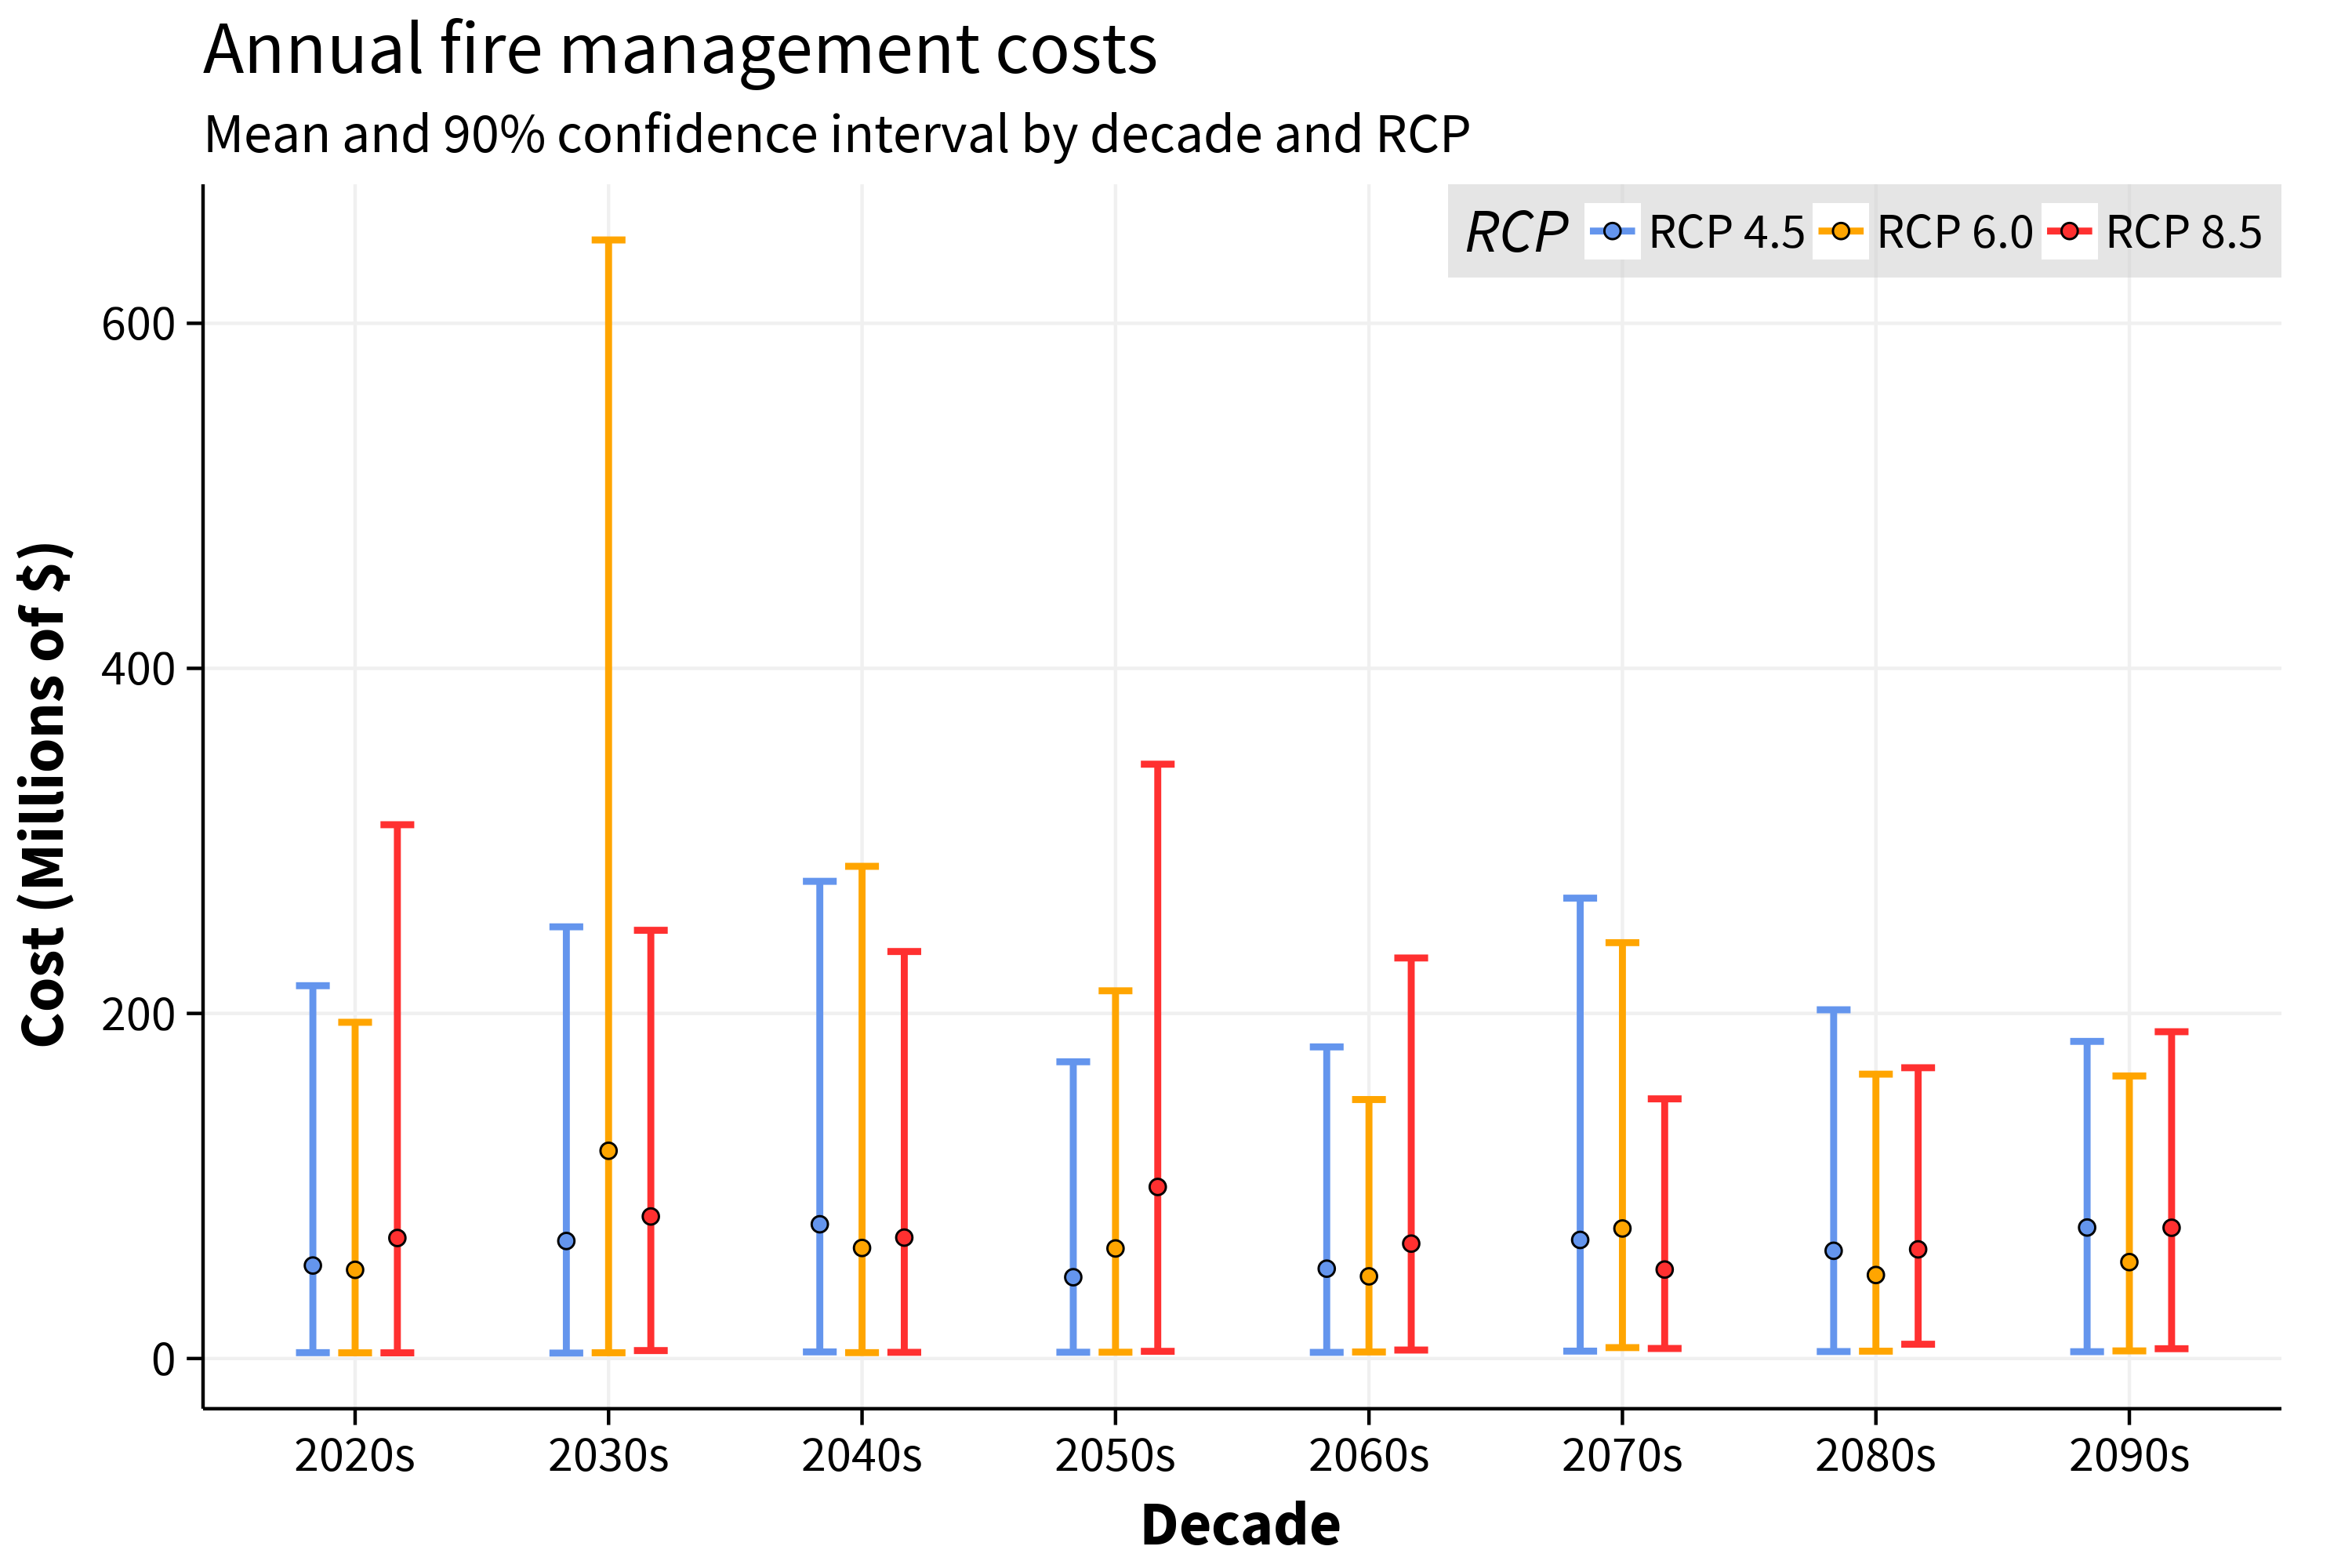 Annual fire management costs
Mean and 90% confidence interval by decade and RCP
RCP RCP 4.5 RCP 6.0 RCP 8.5
Cost (Millions of $)
600
400
200
0
2020s 2030s 2040s 2050s 2060s 2070s 2080s 2090s
Decade